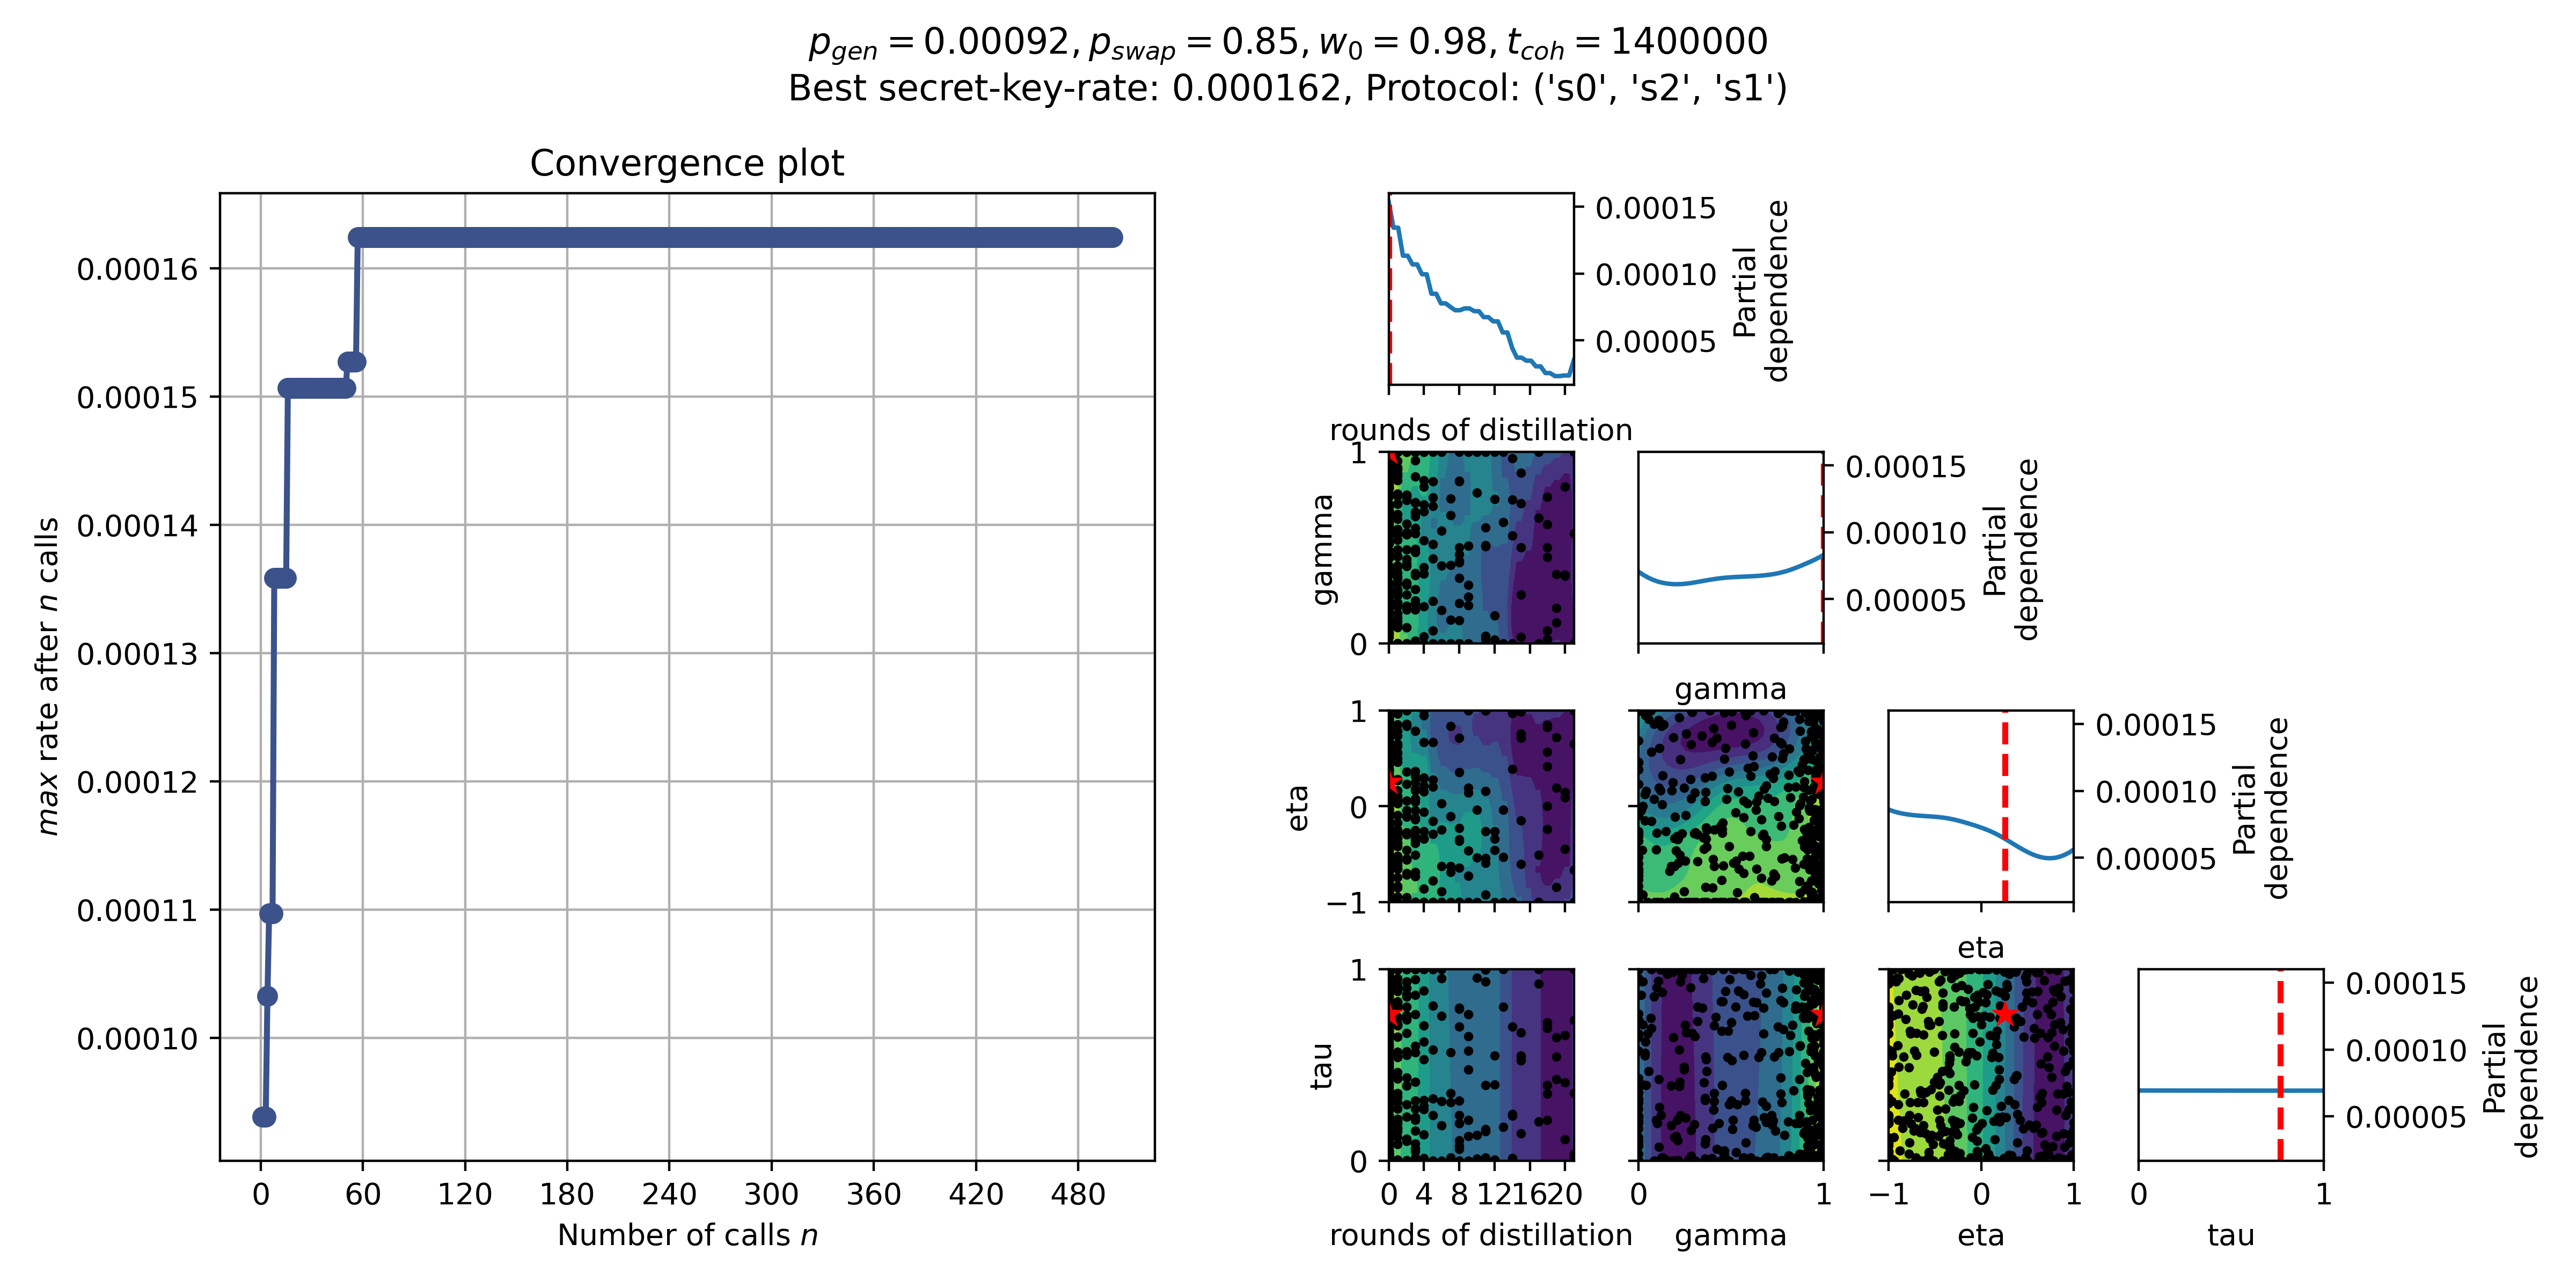 p_gen = 0.00092, p_swap = 0.85, w_0 = 0.98, t_coh = 1400000
Best secret-key-rate: 0.000162, Protocol: ('s0', 's2', 's1')
Convergence plot
max rate after n calls
0.00016
0.00015
0.00014
0.00013
0.00012
0.00011
0.00010
0 60 120 180 240 300 360 420 480
Number of calls n
0.00015
0.00010
0.00005
Partial
dependence
rounds of distillation
gamma
1
0
0.00015
0.00010
0.00005
Partial
dependence
gamma
eta
1
0
−1
0.00015
0.00010
0.00005
Partial
dependence
eta
tau
1
0
0.00015
0.00010
0.00005
Partial
dependence
0 4 8 12 16 20
rounds of distillation
0 1
gamma
−1 0 1
eta
0 1
tau